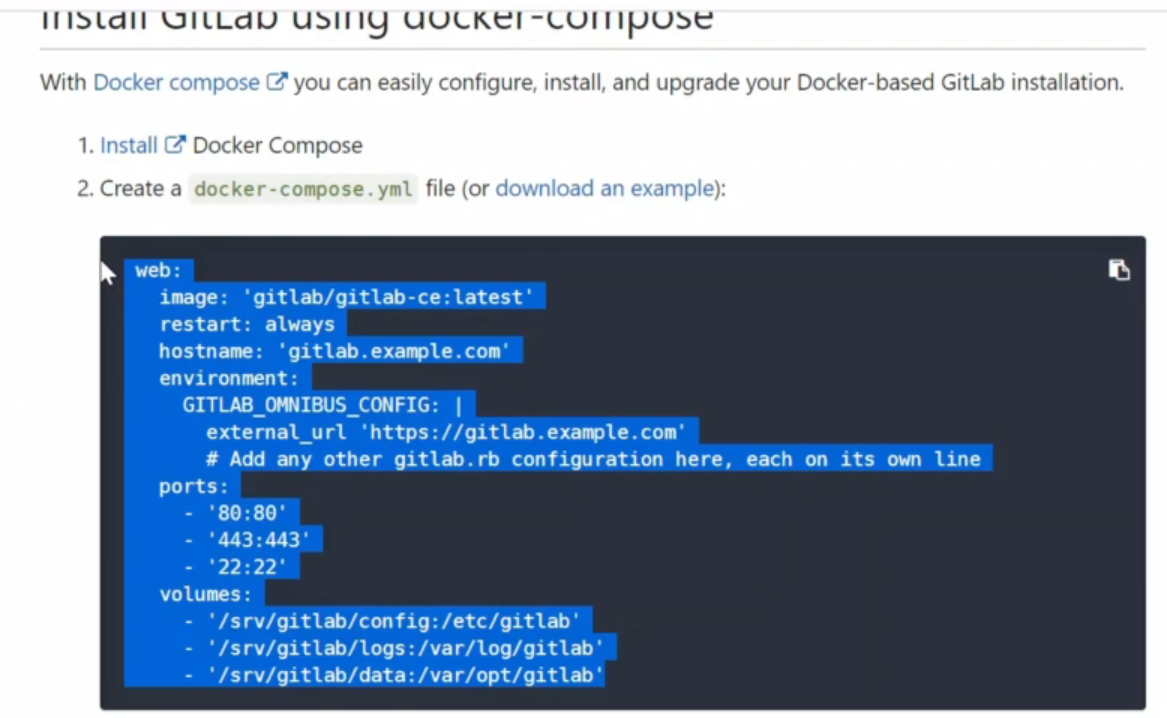 Install GitLab using docker-compose
With Docker compose you can easily configure, install, and upgrade your Docker-based GitLab installation.
1. Install Docker Compose
2. Create a docker-compose.yml file (or download an example):
web:
  image: 'gitlab/gitlab-ce:latest'
  restart: always
  hostname: 'gitlab.example.com'
  environment:
    GITLAB_OMNIBUS_CONFIG: |
      external_url 'https://gitlab.example.com'
      # Add any other gitlab.rb configuration here, each on its own line
  ports:
    - '80:80'
    - '443:443'
    - '22:22'
  volumes:
    - '/srv/gitlab/config:/etc/gitlab'
    - '/srv/gitlab/logs:/var/log/gitlab'
    - '/srv/gitlab/data:/var/opt/gitlab'